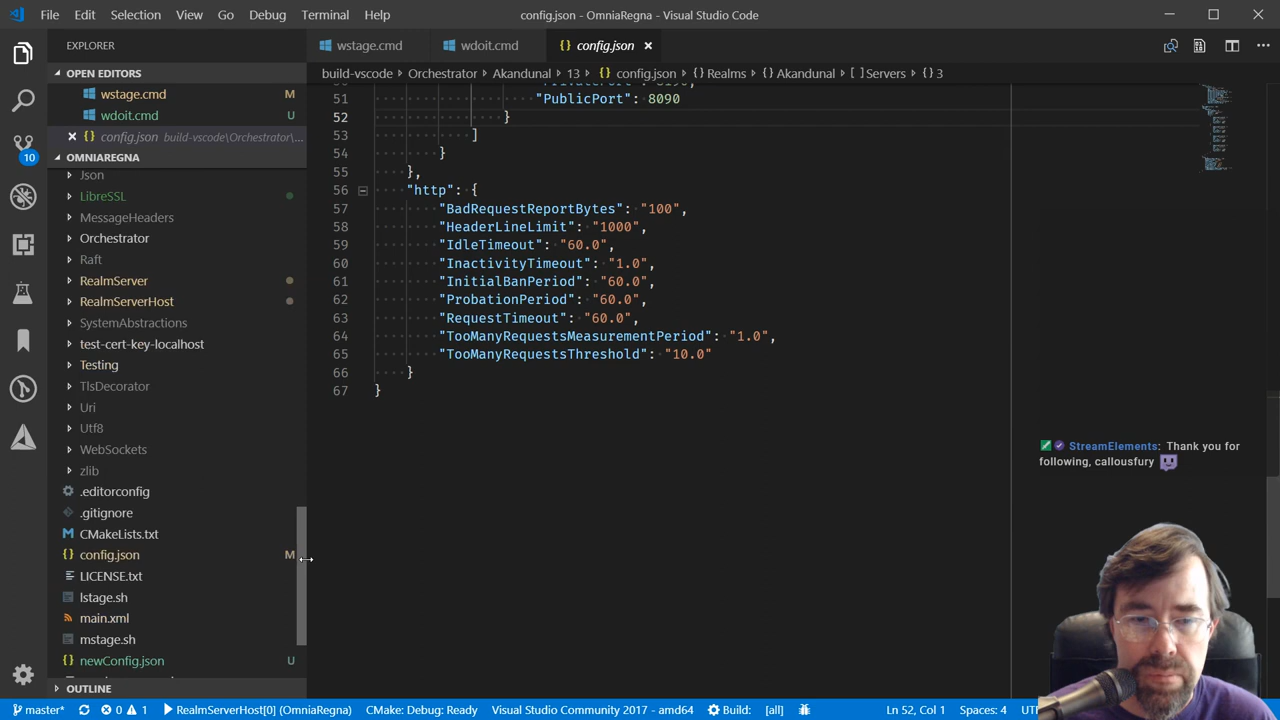 File Edit Selection View Go Debug Terminal Help config.json - OmniaRegna - Visual Studio Code
EXPLORER
wstage.cmd wdoit.cmd config.json
OPEN EDITORS
build-vscode Orchestrator Akandunal 13 {} config.json {} Realms {} Akandunal [ ] Servers {} 3
wstage.cmd M
wdoit.cmd U
config.json build-vscode\Orchestrator\...
10
OMNIAREGNA
Json
LibreSSL
MessageHeaders
Orchestrator
Raft
RealmServer
RealmServerHost
SystemAbstractions
test-cert-key-localhost
Testing
TlsDecorator
Uri
Utf8
WebSockets
zlib
.editorconfig
.gitignore
CMakeLists.txt
config.json M
LICENSE.txt
lstage.sh
main.xml
mstage.sh
newConfig.json U
OUTLINE
51 "PublicPort": 8090
52 }
53 ]
54 }
55 },
56 "http": {
57 "BadRequestReportBytes": "100",
58 "HeaderLineLimit": "1000",
59 "IdleTimeout": "60.0",
60 "InactivityTimeout": "1.0",
61 "InitialBanPeriod": "60.0",
62 "ProbationPeriod": "60.0",
63 "RequestTimeout": "60.0",
64 "TooManyRequestsMeasurementPeriod": "1.0",
65 "TooManyRequestsThreshold": "10.0"
66 }
67 }
StreamElements: Thank you for
following, callousfury
master* 0 1 RealmServerHost[0] (OmniaRegna) CMake: Debug: Ready Visual Studio Community 2017 - amd64 Build: [all] Ln 52, Col 1 Spaces: 4